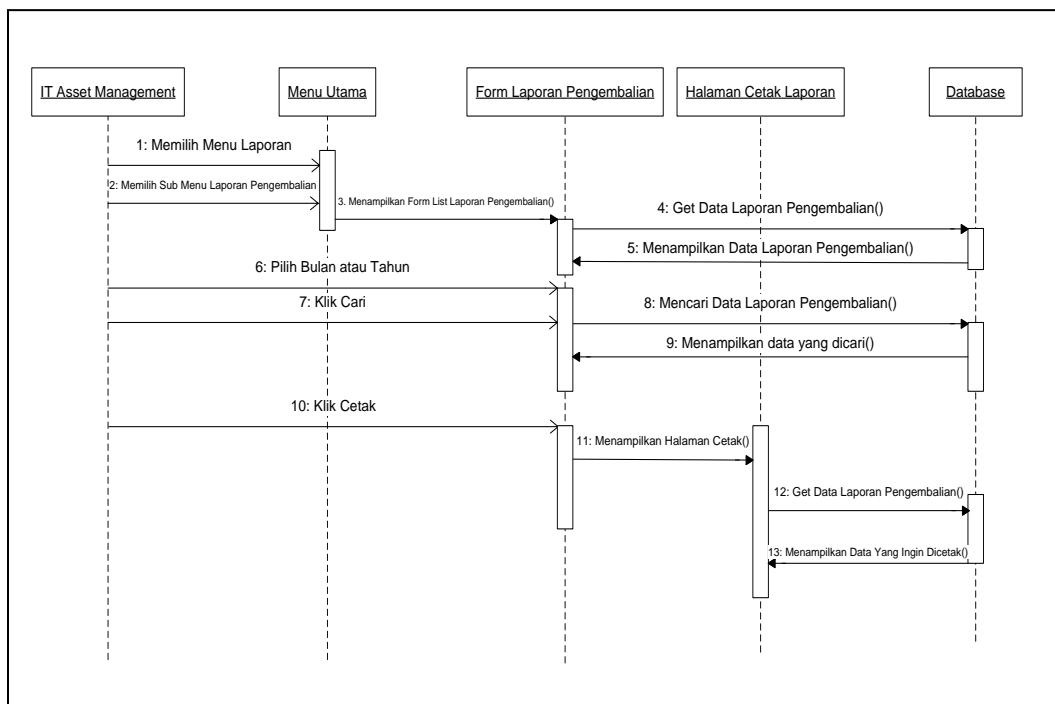 IT Asset Management
Menu Utama
Form Laporan Pengembalian
Halaman Cetak Laporan
Database
1: Memilih Menu Laporan
2: Memilih Sub Menu Laporan Pengembalian
3. Menampilkan Form List Laporan Pengembalian()
4: Get Data Laporan Pengembalian()
5: Menampilkan Data Laporan Pengembalian()
6: Pilih Bulan atau Tahun
7: Klik Cari
8: Mencari Data Laporan Pengembalian()
9: Menampilkan data yang dicari()
10: Klik Cetak
11: Menampilkan Halaman Cetak()
12: Get Data Laporan Pengembalian()
13: Menampilkan Data Yang Ingin Dicetak()